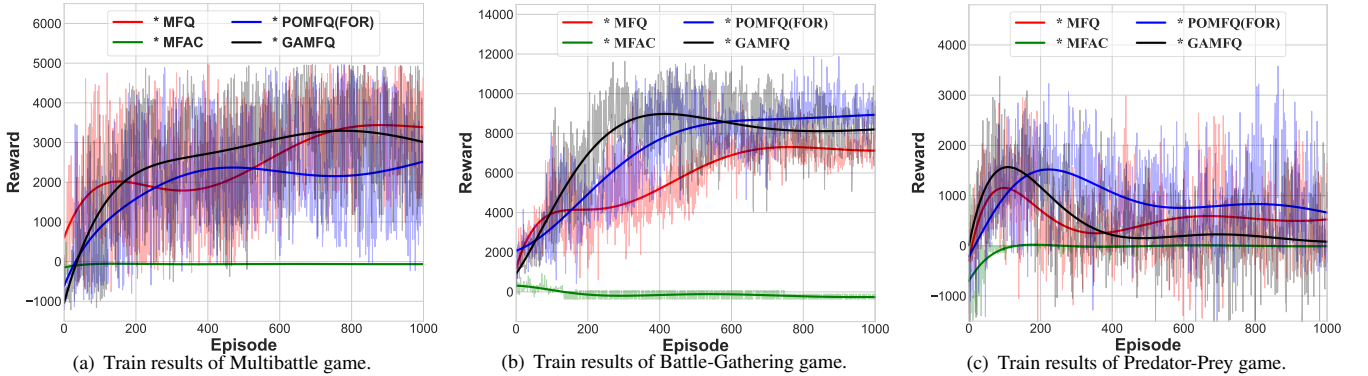 * MFQ * POMFQ(FOR)
* MFAC * GAMFQ
6000
5000
4000
3000
2000
1000
0
−1000
Reward
0 200 400 600 800 1000
Episode
(a) Train results of Multibattle game.
* MFQ * POMFQ(FOR)
* MFAC * GAMFQ
14000
12000
10000
8000
6000
4000
2000
0
Reward
0 200 400 600 800 1000
Episode
(b) Train results of Battle-Gathering game.
* MFQ * POMFQ(FOR)
* MFAC * GAMFQ
4000
3000
2000
1000
0
−1000
Reward
0 200 400 600 800 1000
Episode
(c) Train results of Predator-Prey game.